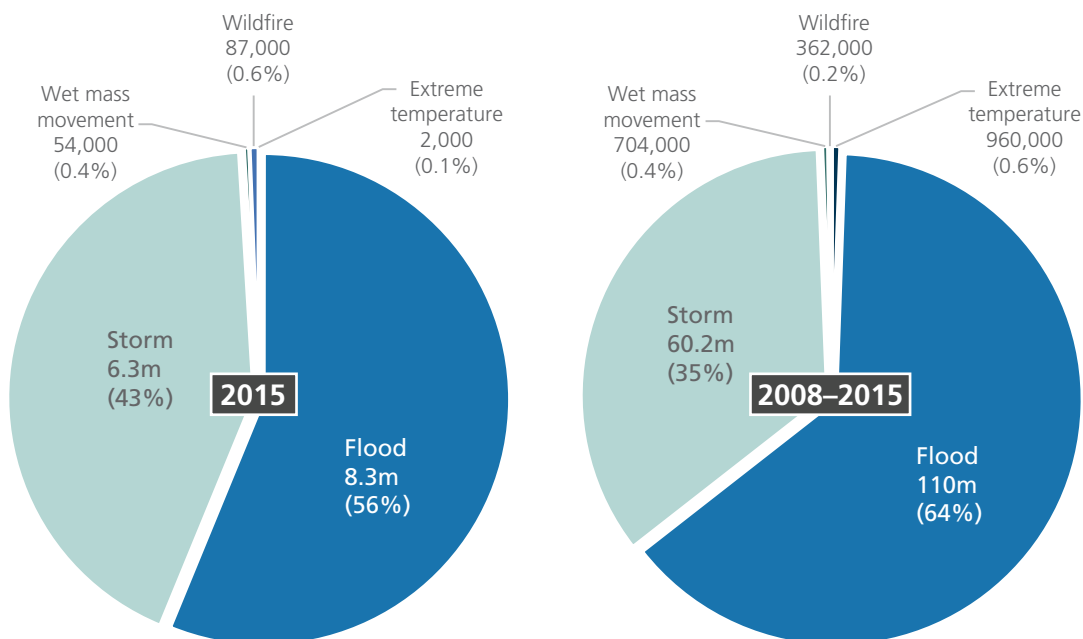 Wildfire
87,000
(0.6%)
Wet mass
movement
54,000
(0.4%)
Extreme
temperature
2,000
(0.1%)
Storm
6.3m
(43%)
2015
Flood
8.3m
(56%)
Wildfire
362,000
(0.2%)
Wet mass
movement
704,000
(0.4%)
Extreme
temperature
960,000
(0.6%)
Storm
60.2m
(35%)
2008–2015
Flood
110m
(64%)